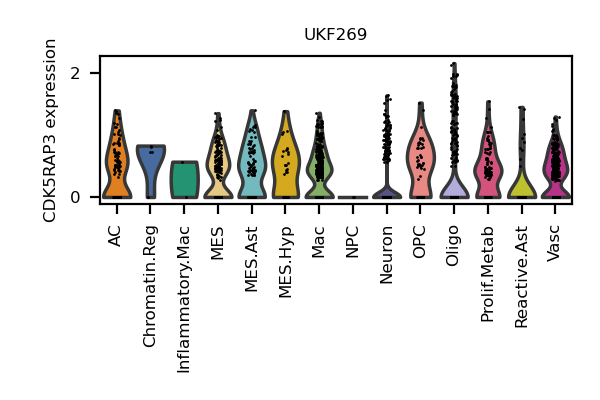 UKF269
CDK5RAP3 expression
2
0
AC
Chromatin.Reg
Inflammatory.Mac
MES
MES.Ast
MES.Hyp
Mac
NPC
Neuron
OPC
Oligo
Prolif.Metab
Reactive.Ast
Vasc